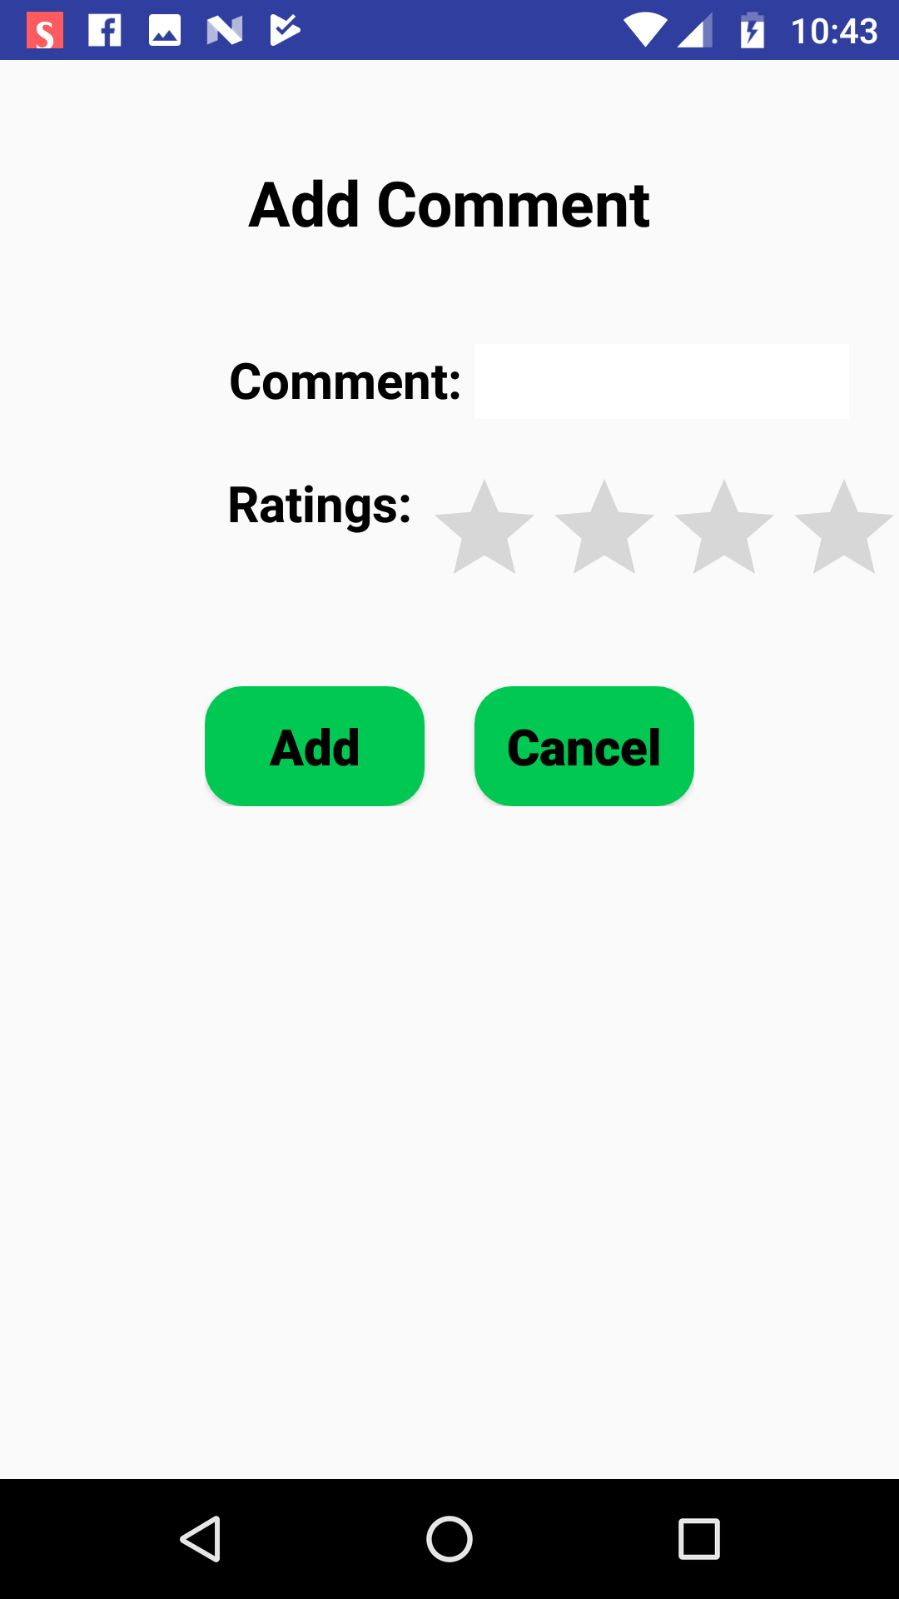 10:43
Add Comment
Comment:
Ratings:
Add Cancel